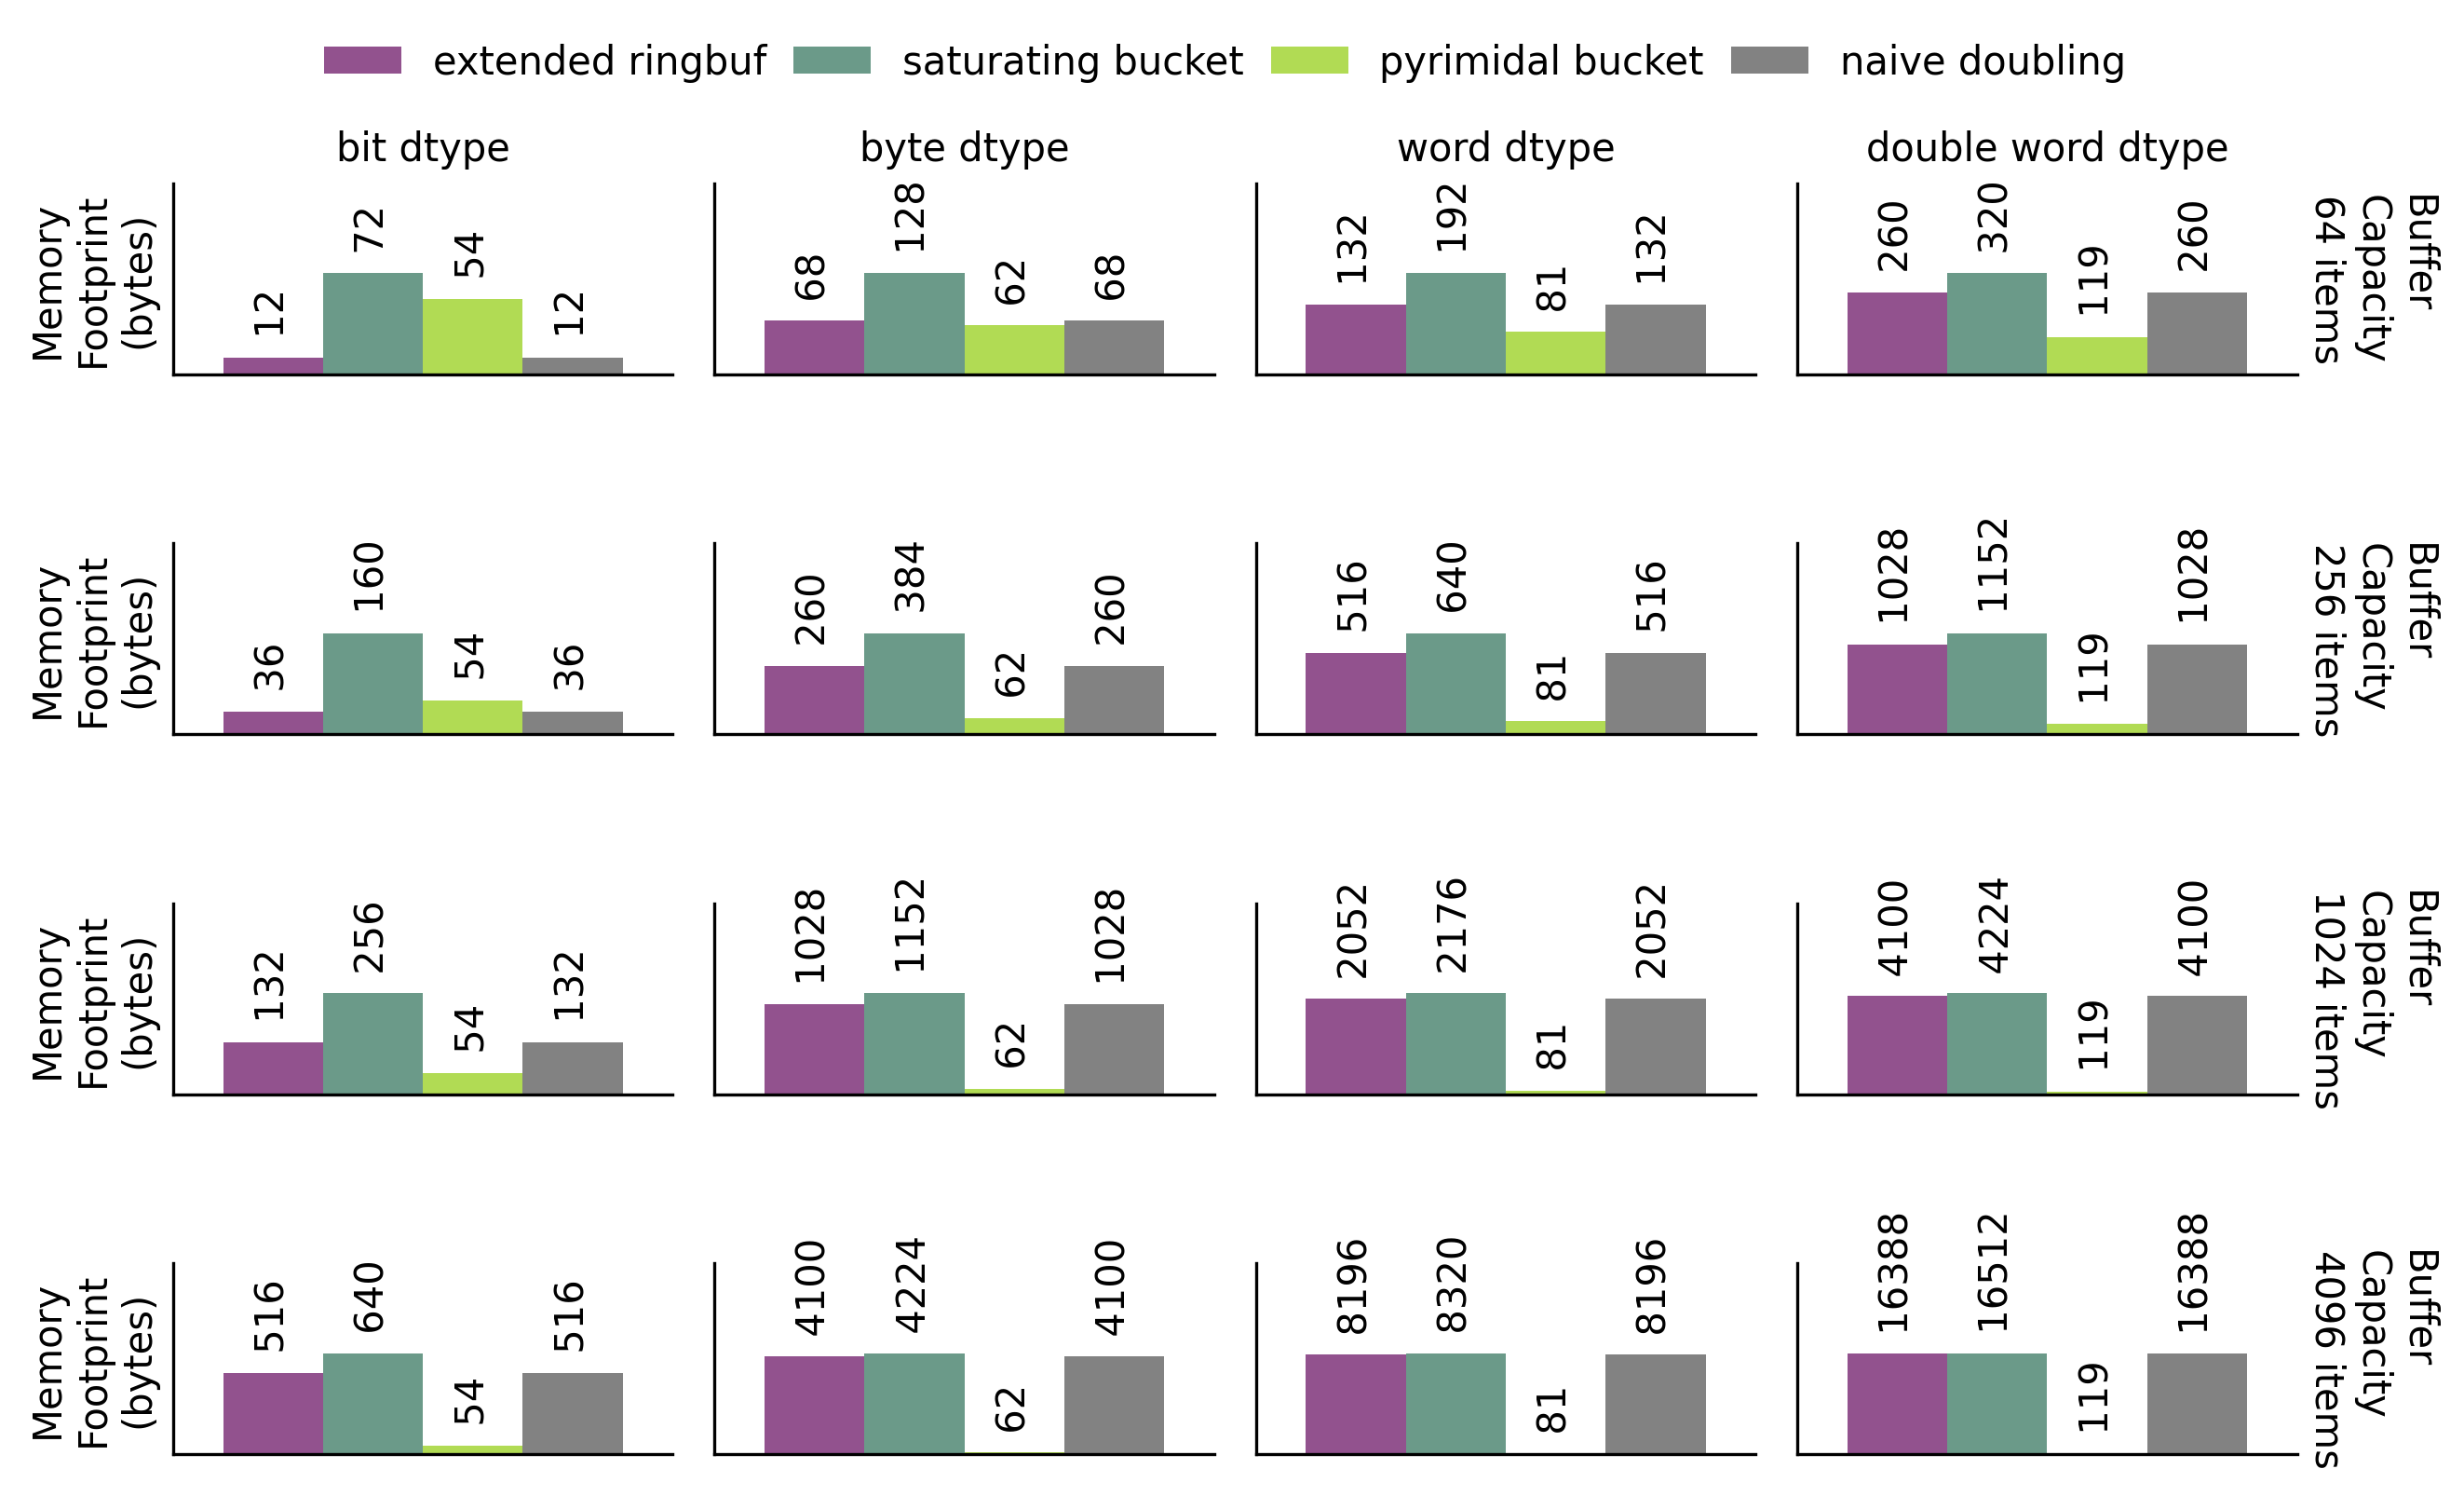 extended ringbuf
saturating bucket
pyrimidal bucket
naive doubling
bit dtype
byte dtype
word dtype
double word dtype
Memory
Footprint
(bytes)
12
72
54
12
68
128
62
68
132
192
81
132
260
320
119
260
Buffer
Capacity
64 items
Memory
Footprint
(bytes)
36
160
54
36
260
384
62
260
516
640
81
516
1028
1152
119
1028
Buffer
Capacity
256 items
Memory
Footprint
(bytes)
132
256
54
132
1028
1152
62
1028
2052
2176
81
2052
4100
4224
119
4100
Buffer
Capacity
1024 items
Memory
Footprint
(bytes)
516
640
54
516
4100
4224
62
4100
8196
8320
81
8196
16388
16512
119
16388
Buffer
Capacity
4096 items